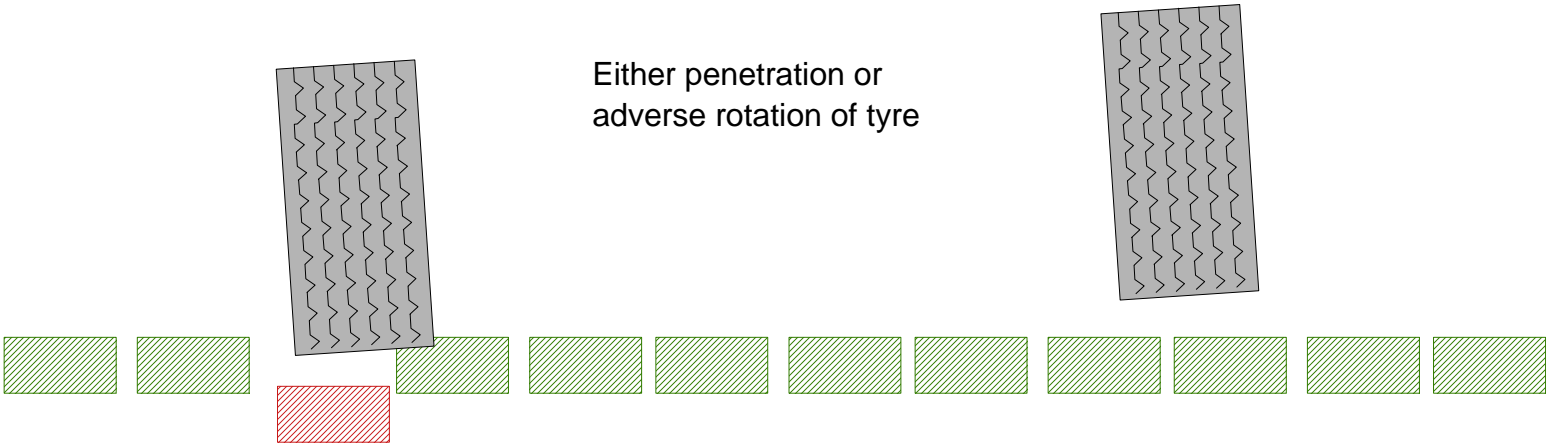 Either penetration or
adverse rotation of tyre